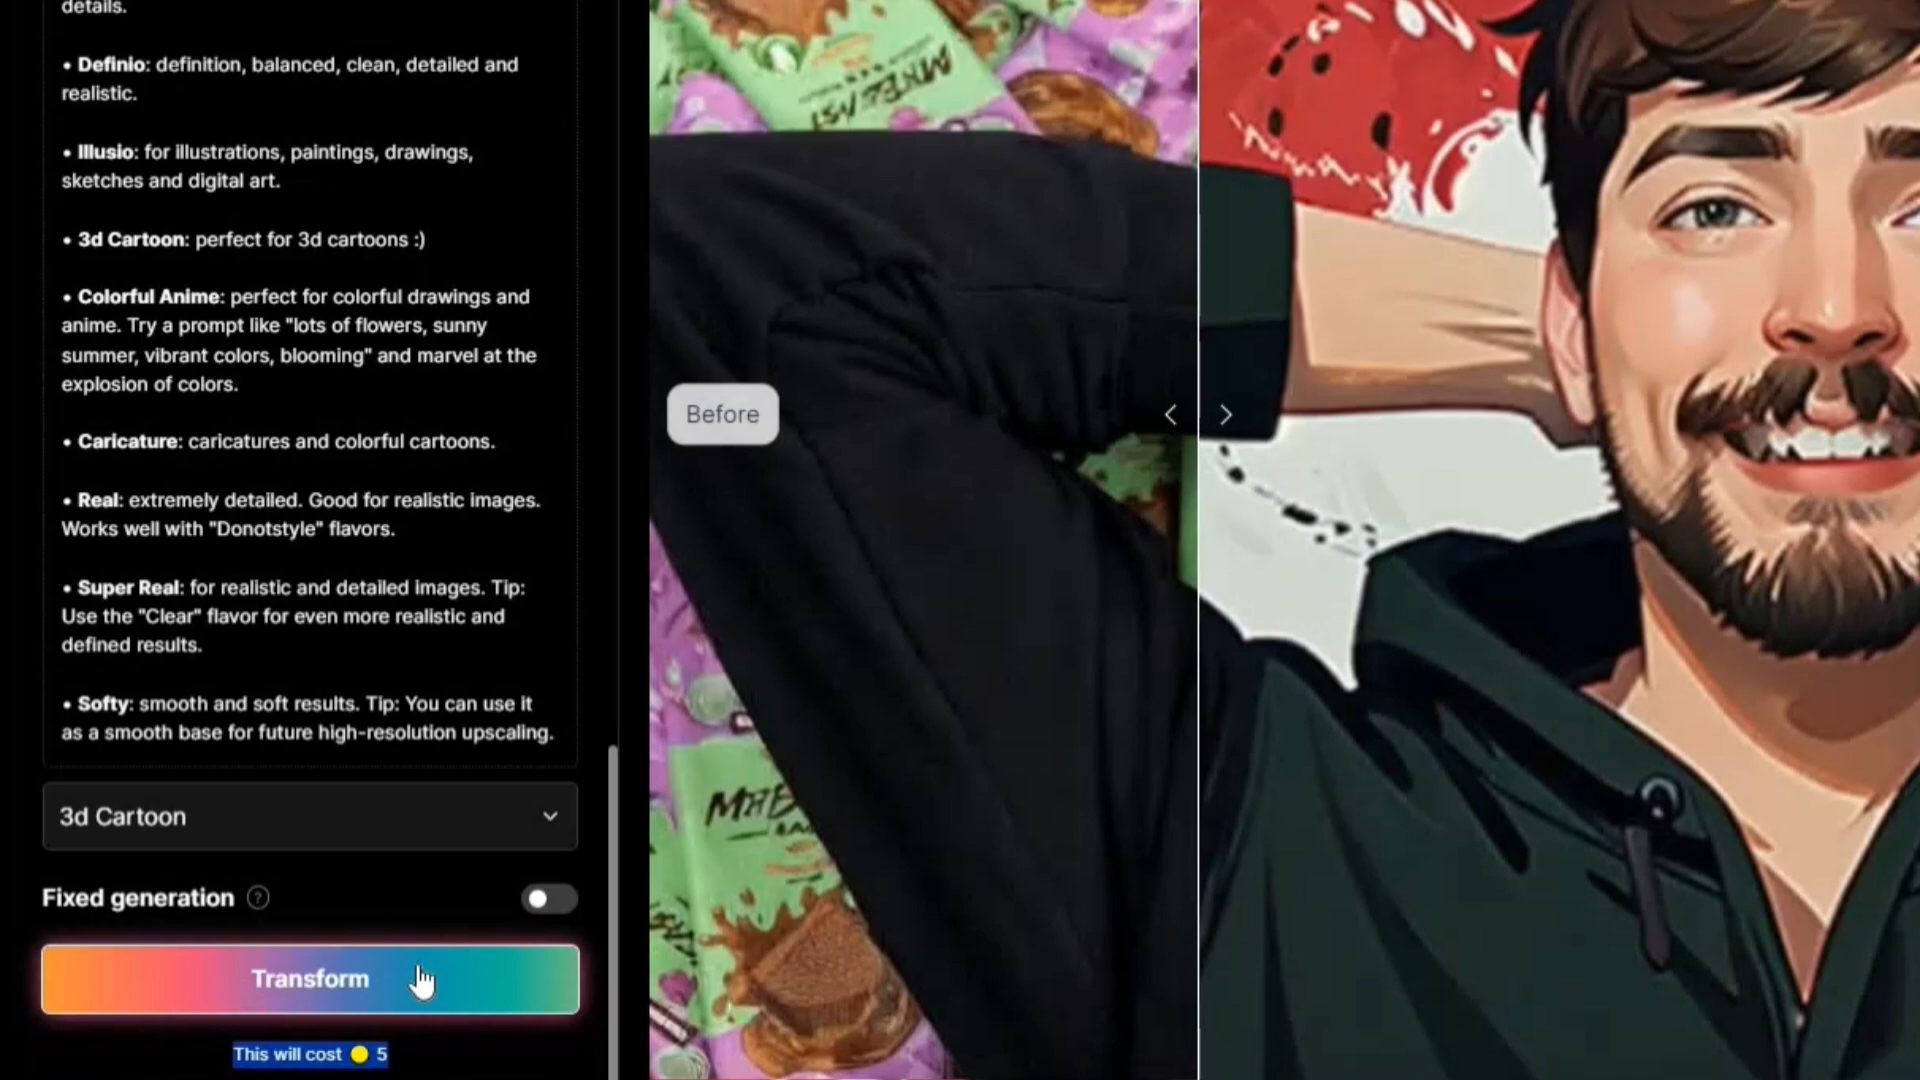 details.
• Definio: definition, balanced, clean, detailed and
realistic.
• Illusio: for illustrations, paintings, drawings,
sketches and digital art.
• 3d Cartoon: perfect for 3d cartoons :)
• Colorful Anime: perfect for colorful drawings and
anime. Try a prompt like "lots of flowers, sunny
summer, vibrant colors, blooming" and marvel at the
explosion of colors.
• Caricature: caricatures and colorful cartoons.
• Real: extremely detailed. Good for realistic images.
Works well with "Donotstyle" flavors.
• Super Real: for realistic and detailed images. Tip:
Use the "Clear" flavor for even more realistic and
defined results.
• Softy: smooth and soft results. Tip: You can use it
as a smooth base for future high-resolution upscaling.
3d Cartoon
Fixed generation ?
Transform
This will cost 5
Before
MRBEAST